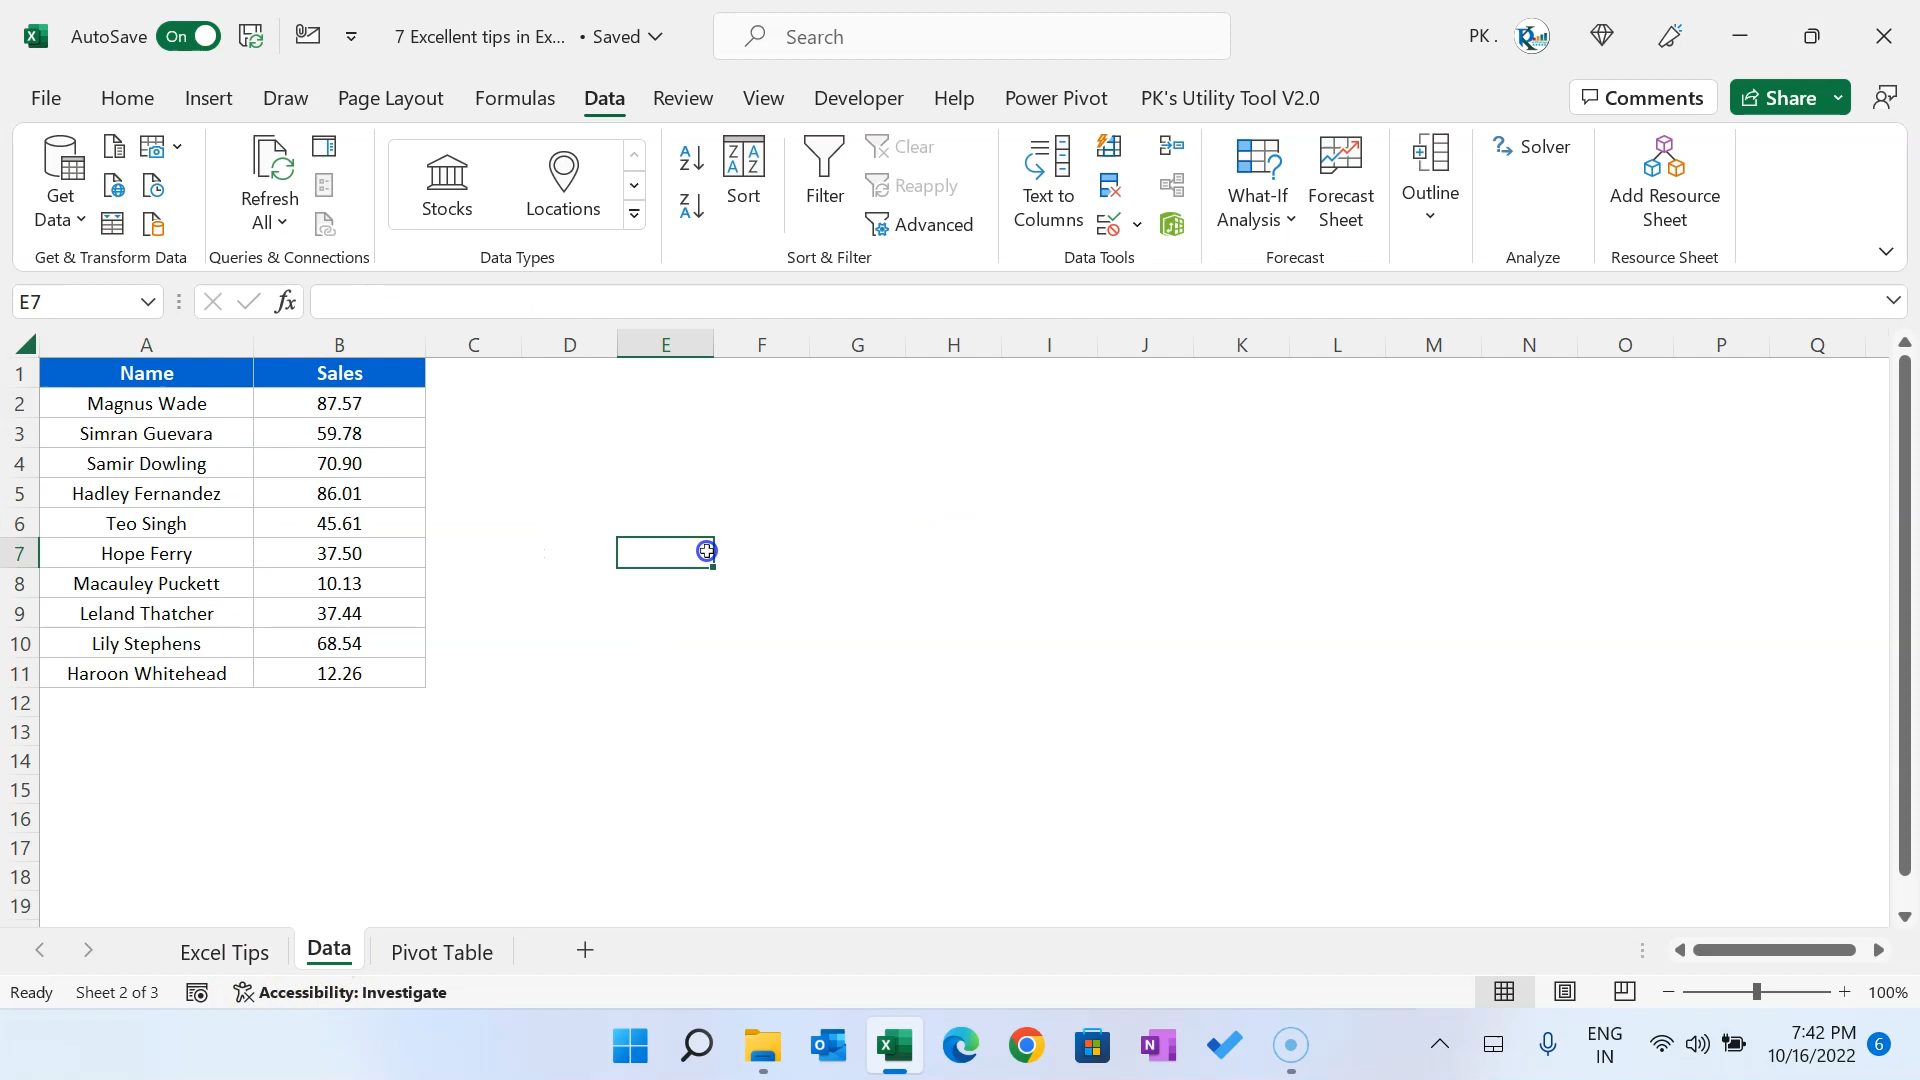 AutoSave On 7 Excellent tips in Ex... • Saved Search PK .
File Home Insert Draw Page Layout Formulas Data Review View Developer Help Power Pivot PK's Utility Tool V2.0 Comments Share
Get Data
Refresh All
Stocks
Locations
Sort
Filter
Clear
Reapply
Advanced
Text to Columns
What-If Analysis
Forecast Sheet
Outline
Solver
Add Resource Sheet
Get & Transform Data Queries & Connections Data Types Sort & Filter Data Tools Forecast Analyze Resource Sheet
E7 fx
A B C D E F G H I J K L M N O P Q
1 Name Sales
2 Magnus Wade 87.57
3 Simran Guevara 59.78
4 Samir Dowling 70.90
5 Hadley Fernandez 86.01
6 Teo Singh 45.61
7 Hope Ferry 37.50
8 Macauley Puckett 10.13
9 Leland Thatcher 37.44
10 Lily Stephens 68.54
11 Haroon Whitehead 12.26
12
13
14
15
16
17
18
19
Excel Tips Data Pivot Table
Ready Sheet 2 of 3 Accessibility: Investigate 100%
ENG IN
7:42 PM
10/16/2022
6